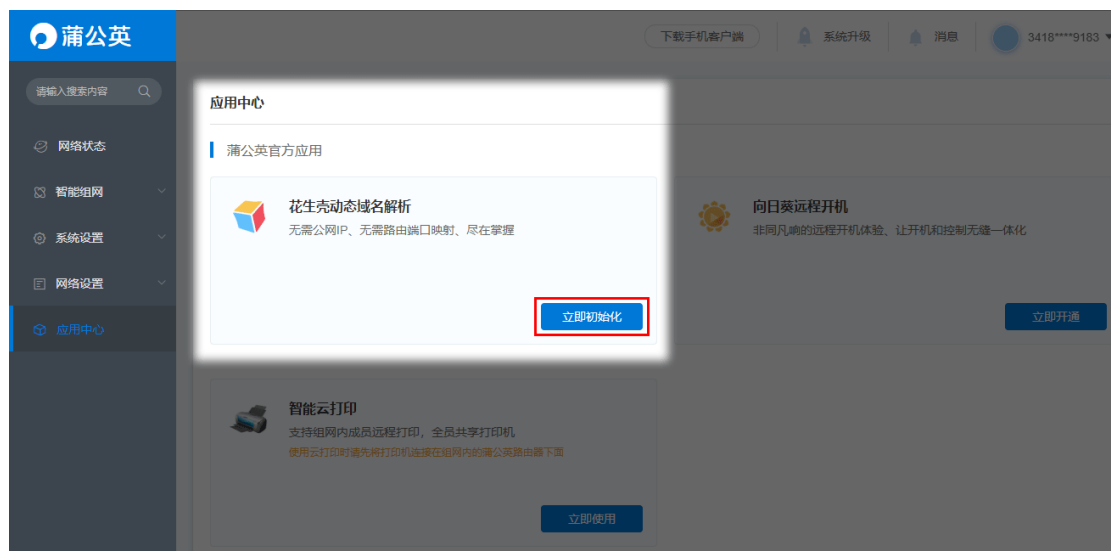 蒲公英
下载手机客户端
系统升级
消息
3418****9183
请输入搜索内容
网络状态
智能组网
系统设置
网络设置
应用中心
应用中心
蒲公英官方应用
花生壳动态域名解析
无需公网IP、无需路由端口映射、尽在掌握
立即初始化
向日葵远程开机
非同凡响的远程开机体验、让开机和控制无缝一体化
立即开通
智能云打印
支持组网内成员远程打印，全员共享打印机
使用云打印时请先将打印机连接在组网内的蒲公英路由器下面
立即使用